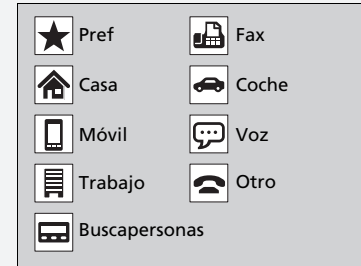 Pref Fax
Casa Coche
Móvil Voz
Trabajo Otro
Buscapersonas